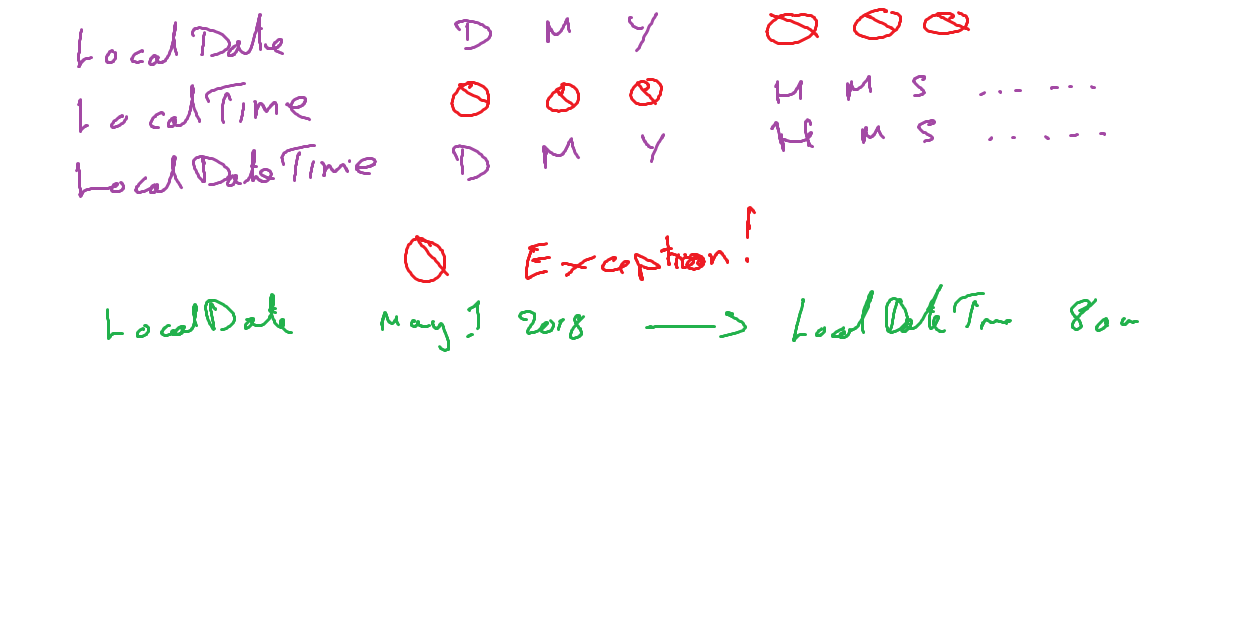 LocalDate D M Y
LocalTime H M S ... ...
LocalDateTime D M Y H M S ......
Exception!
LocalDate May 1 2018 LocalDateTime 8am